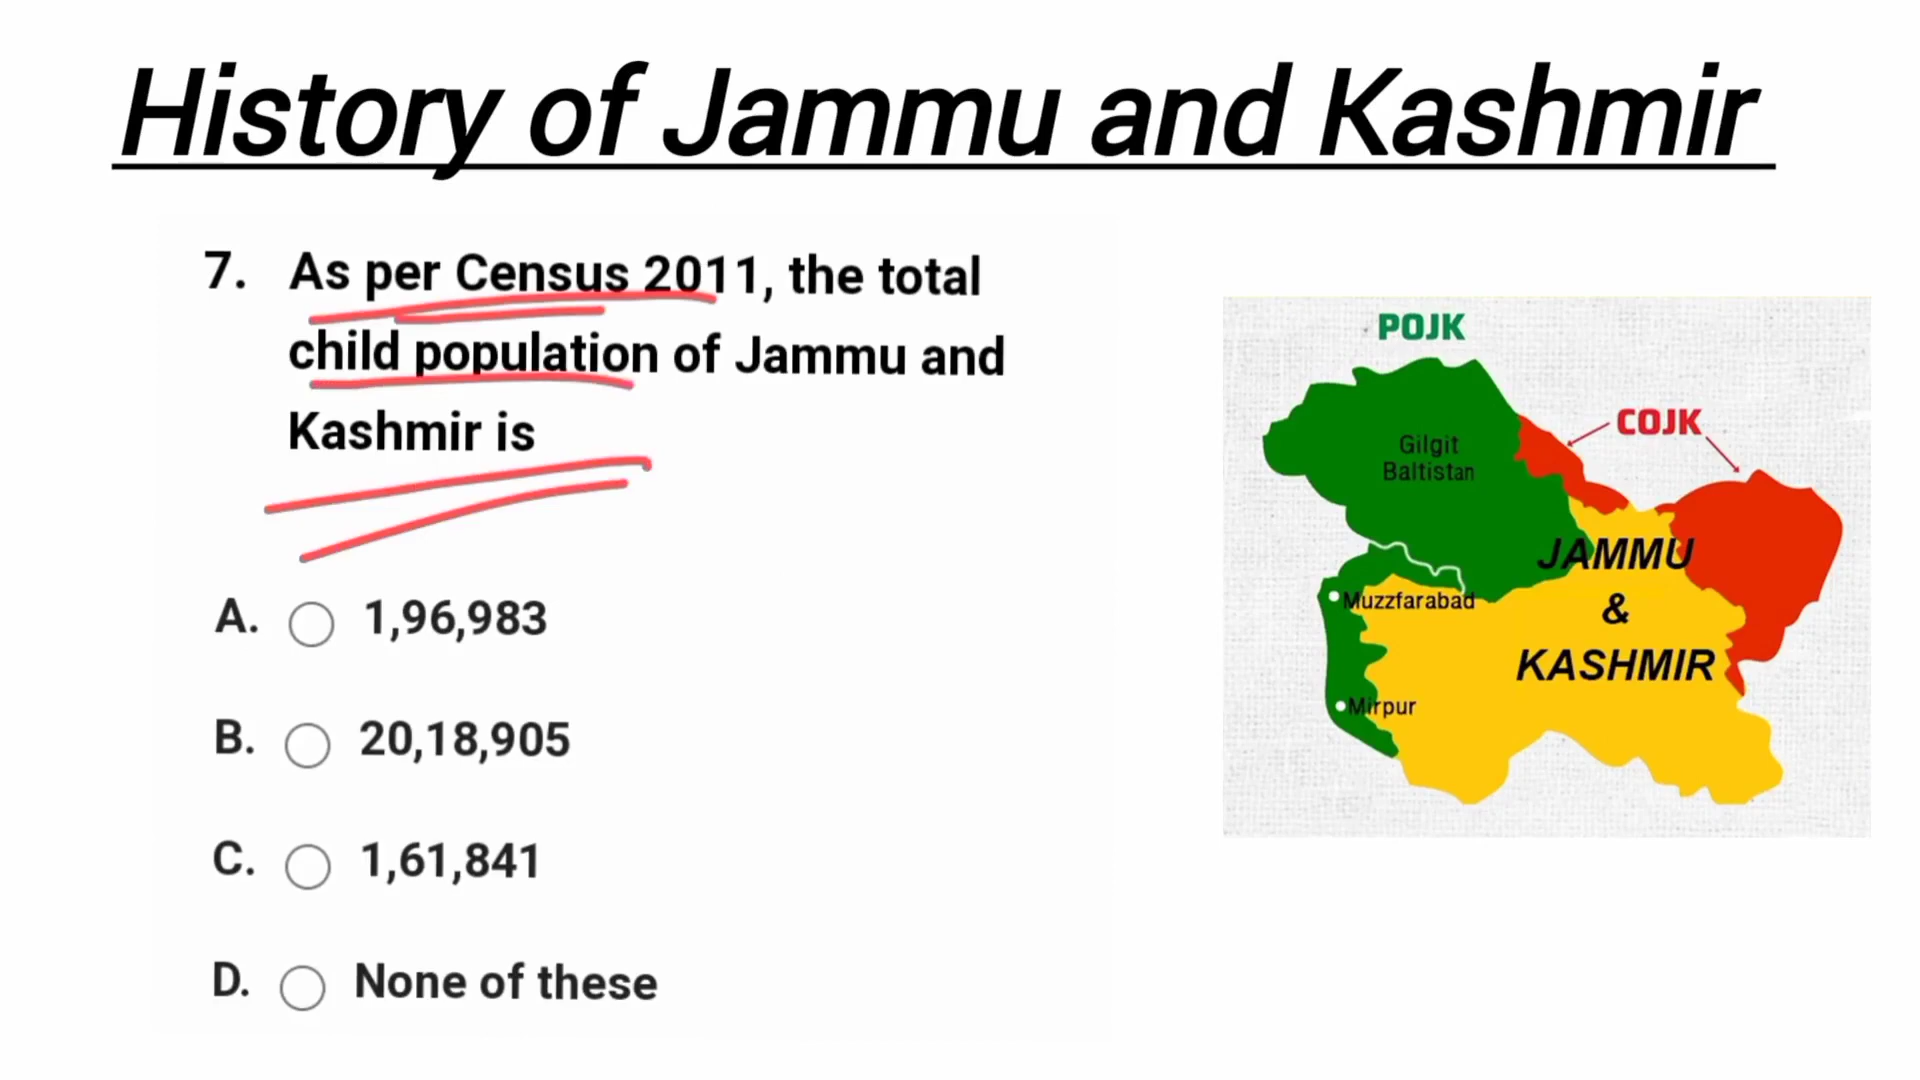 History of Jammu and Kashmir
7. As per Census 2011, the total
child population of Jammu and
Kashmir is
A. 1,96,983
B. 20,18,905
C. 1,61,841
D. None of these
POJK
COJK
Gilgit
Baltistan
JAMMU
&
KASHMIR
Muzzfarabad
Mirpur